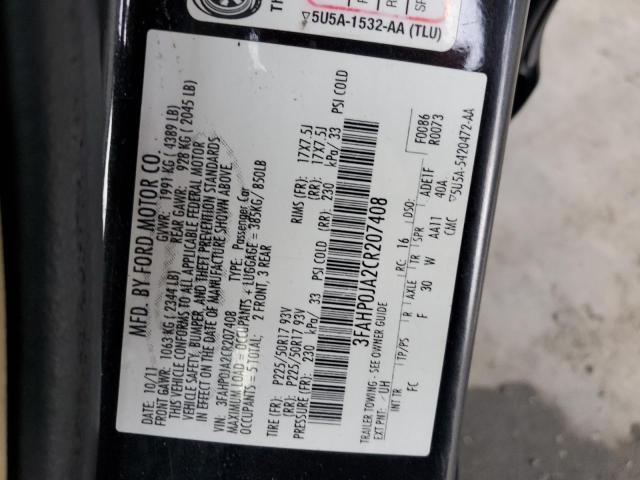 TH
5U5A-1532-AA (TLU)
MFD. BY FORD MOTOR CO.
DATE: 10/11 GVWR: 1991 KG ( 4389 LB)
FRONT GAWR: 1063 KG ( 2344 LB) REAR GAWR: 928 KG ( 2045 LB)
THIS VEHICLE CONFORMS TO ALL APPLICABLE FEDERAL MOTOR
VEHICLE SAFETY, BUMPER, AND THEFT PREVENTION STANDARDS
IN EFFECT ON THE DATE OF MANUFACTURE SHOWN ABOVE.
VIN: 3FAHP0JA2CR207408 TYPE: Passenger Car
MAXIMUM LOAD = OCCUPANTS + LUGGAGE = 385KG/ 850LB
OCCUPANTS = 5 TOTAL: 2 FRONT, 3 REAR
TIRE (FR): P225/50R17 93V RIMS (FR): 17X7.5J
(RR): P225/50R17 93V (RR): 17X7.5J
PRESSURE (FR): 230 kPa/ 33 PSI COLD (RR): 230 kPa/ 33 PSI COLD
3FAHP0JA2CR207408
TRAILER TOWING - SEE OWNER GUIDE
F0086
R0073
EXT PNT: UH RC: 16 DSO:
INT TR TP/PS R AXLE TR SPR ADE1F
FC F 30 W AA11 40A
CMC 5U5A-5420472-AA